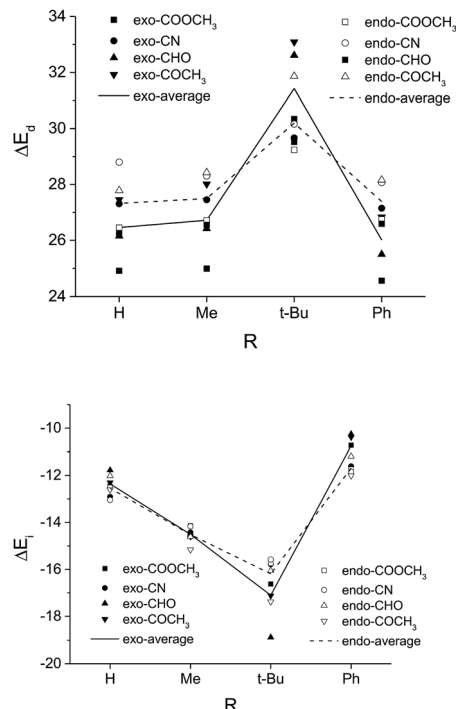 exo-COOCH3
exo-CN
exo-CHO
exo-COCH3
exo-average
endo-COOCH3
endo-CN
endo-CHO
endo-COCH3
endo-average
34
32
30
28
26
24
ΔEd
H
Me
t-Bu
Ph
R
-10
-12
-14
-16
-18
-20
ΔEi
exo-COOCH3
exo-CN
exo-CHO
exo-COCH3
exo-average
endo-COOCH3
endo-CN
endo-CHO
endo-COCH3
endo-average
H
Me
t-Bu
Ph
R